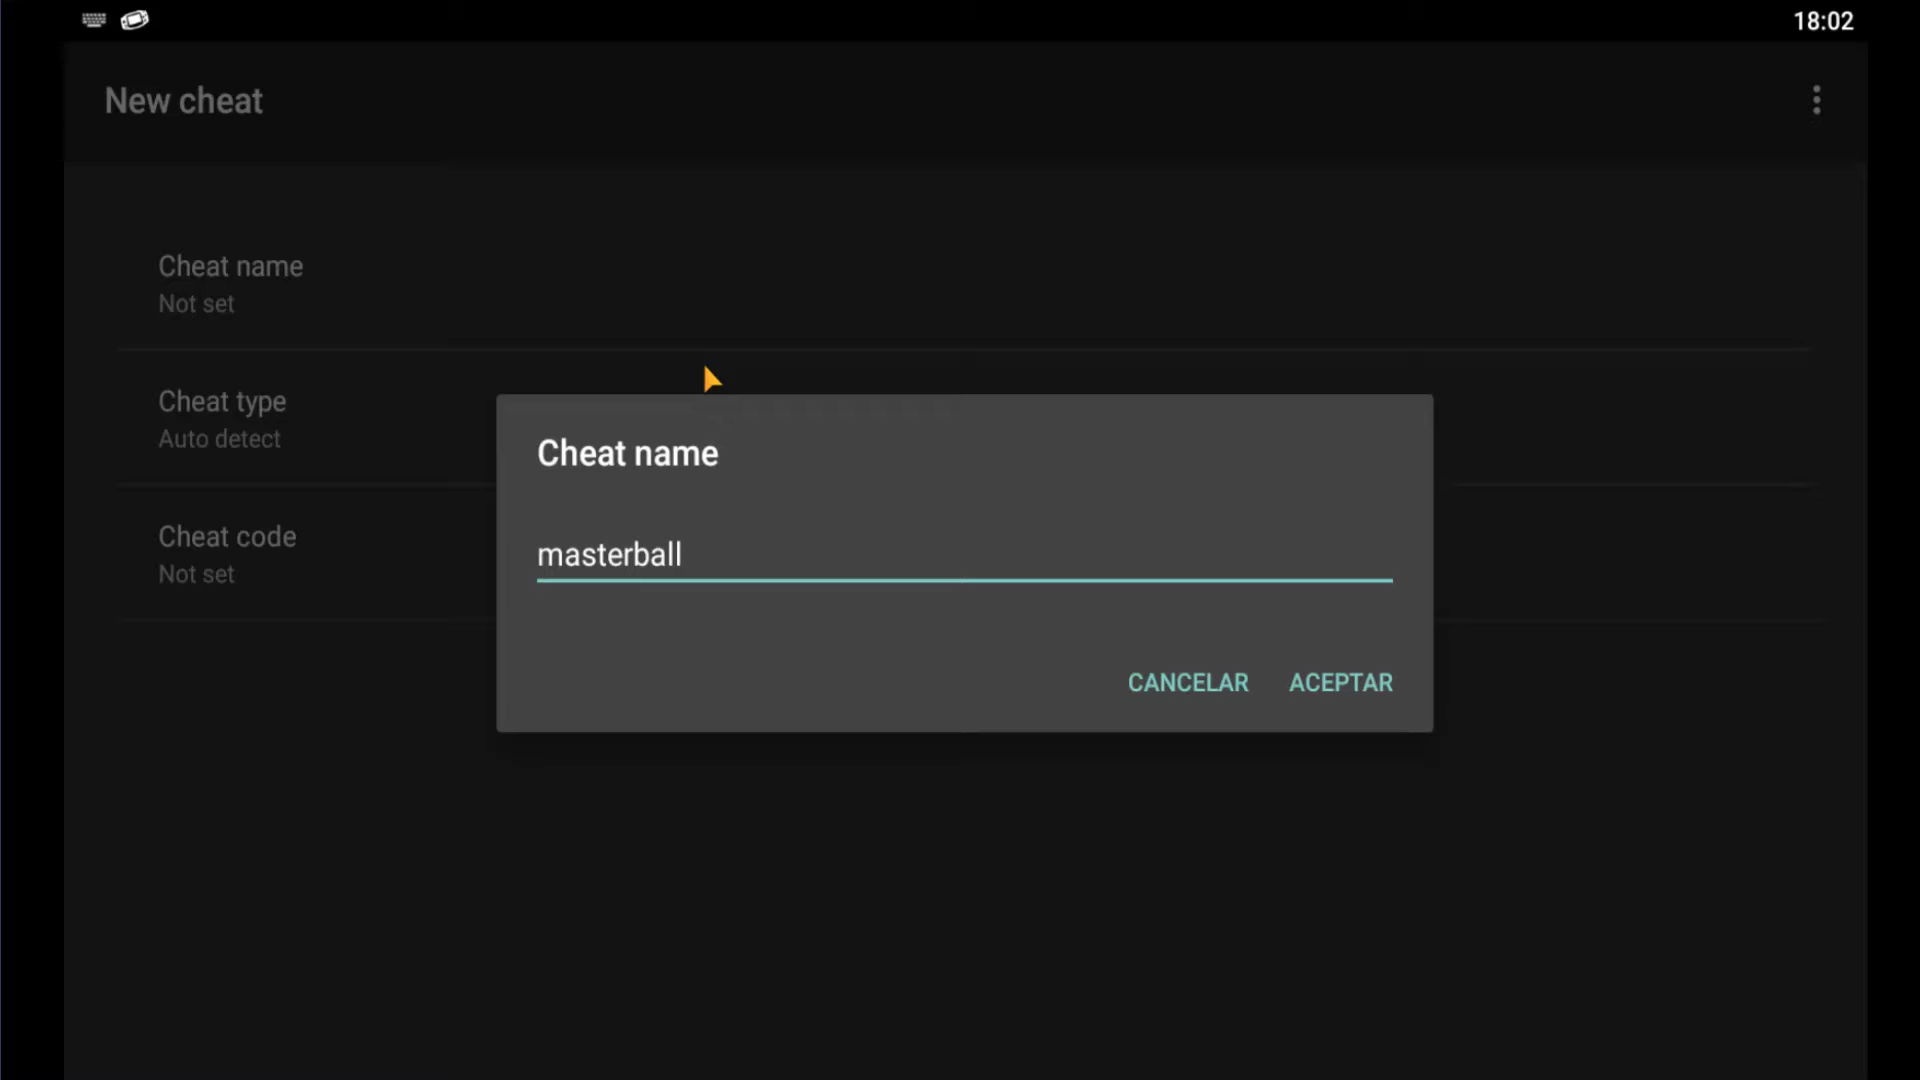 18:02
New cheat
Cheat name
Not set
Cheat type
Auto detect
Cheat code
Not set
Cheat name
masterball
CANCELAR ACEPTAR